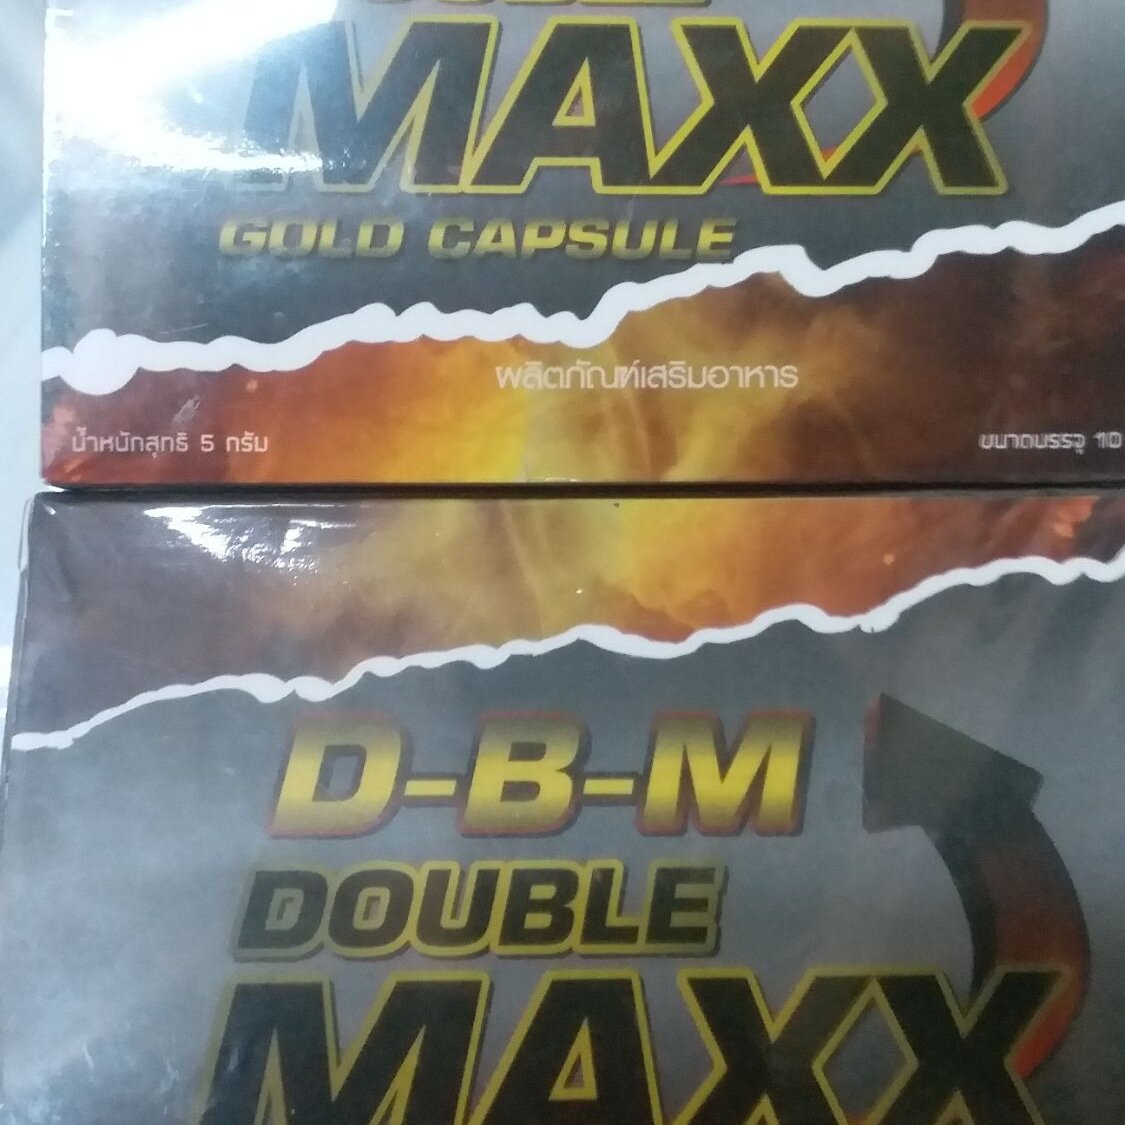 MAXX
GOLD CAPSULE
ผลิตภัณฑ์เสริมอาหาร
น้ำหนักสุทธิ 5 กรัม
ขนาดบรรจุ 10
D-B-M
DOUBLE
MAXX